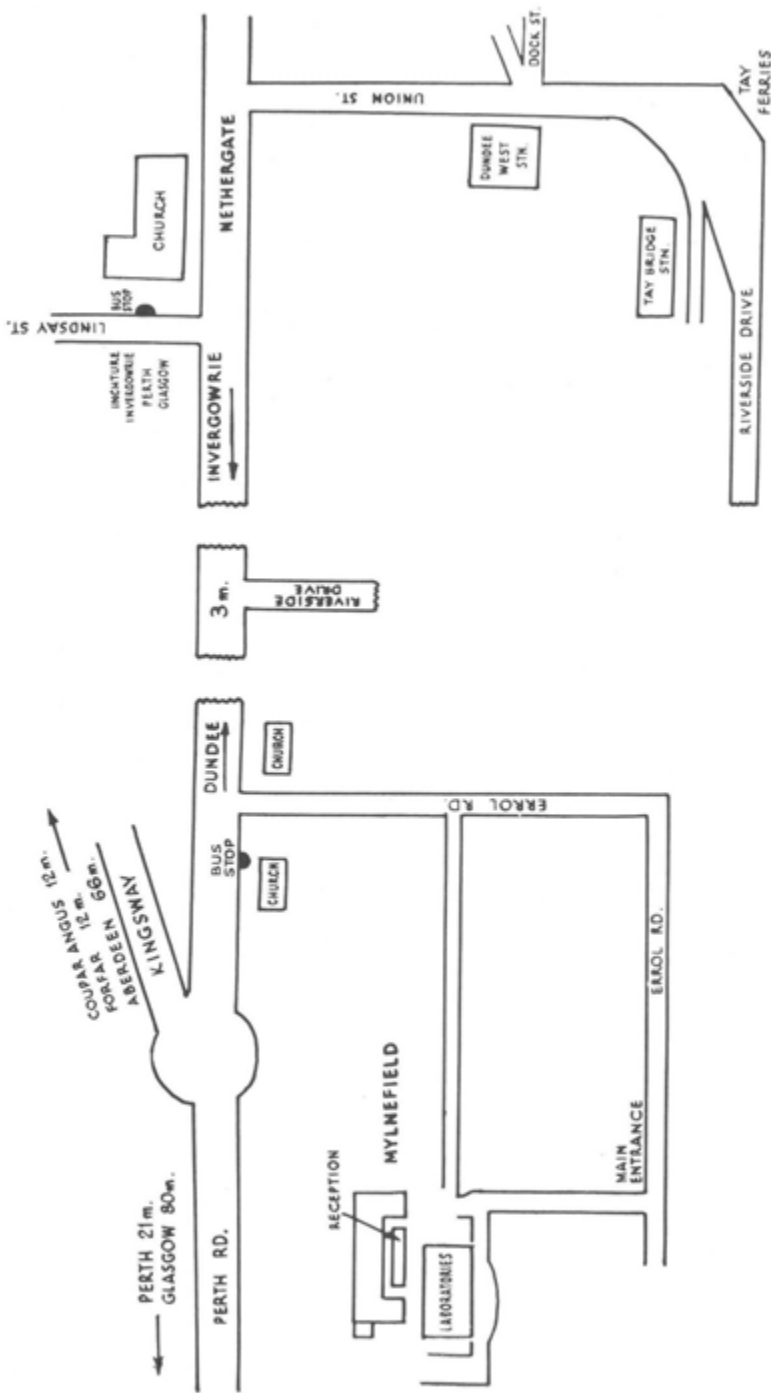 PERTH 21m.
GLASGOW 80m.
PERTH RD.
COUPAR ANGUS 12m.
FORFAR 12m.
ABERDEEN 66m.
KINGSWAY
DUNDEE
BUS
STOP
CHURCH
CHURCH
ERROL RD.
ERROL RD.
MYLNEFIELD
RECEPTION
LABORATORIES
MAIN
ENTRANCE
3m.
RIVERSIDE
DRIVE
LINDSAY ST.
BUS
STOP
INCHTURE
INVERGOWRIE
PERTH
GLASGOW
CHURCH
INVERGOWRIE
NETHERGATE
UNION ST.
DOCK ST.
DUNDEE
WEST
STN.
TAY BRIDGE
STN.
RIVERSIDE DRIVE
TAY
FERRIES